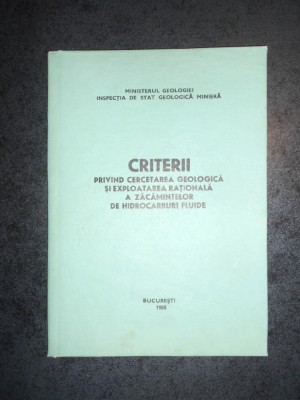 MINISTERUL GEOLOGIEI
INSPECȚIA DE STAT GEOLOGICĂ MINIERĂ
CRITERII
PRIVIND CERCETAREA GEOLOGICĂ
ȘI EXPLOATAREA RAȚIONALĂ
A ZĂCĂMINTELOR
DE HIDROCARBURI FLUIDE
BUCUREȘTI